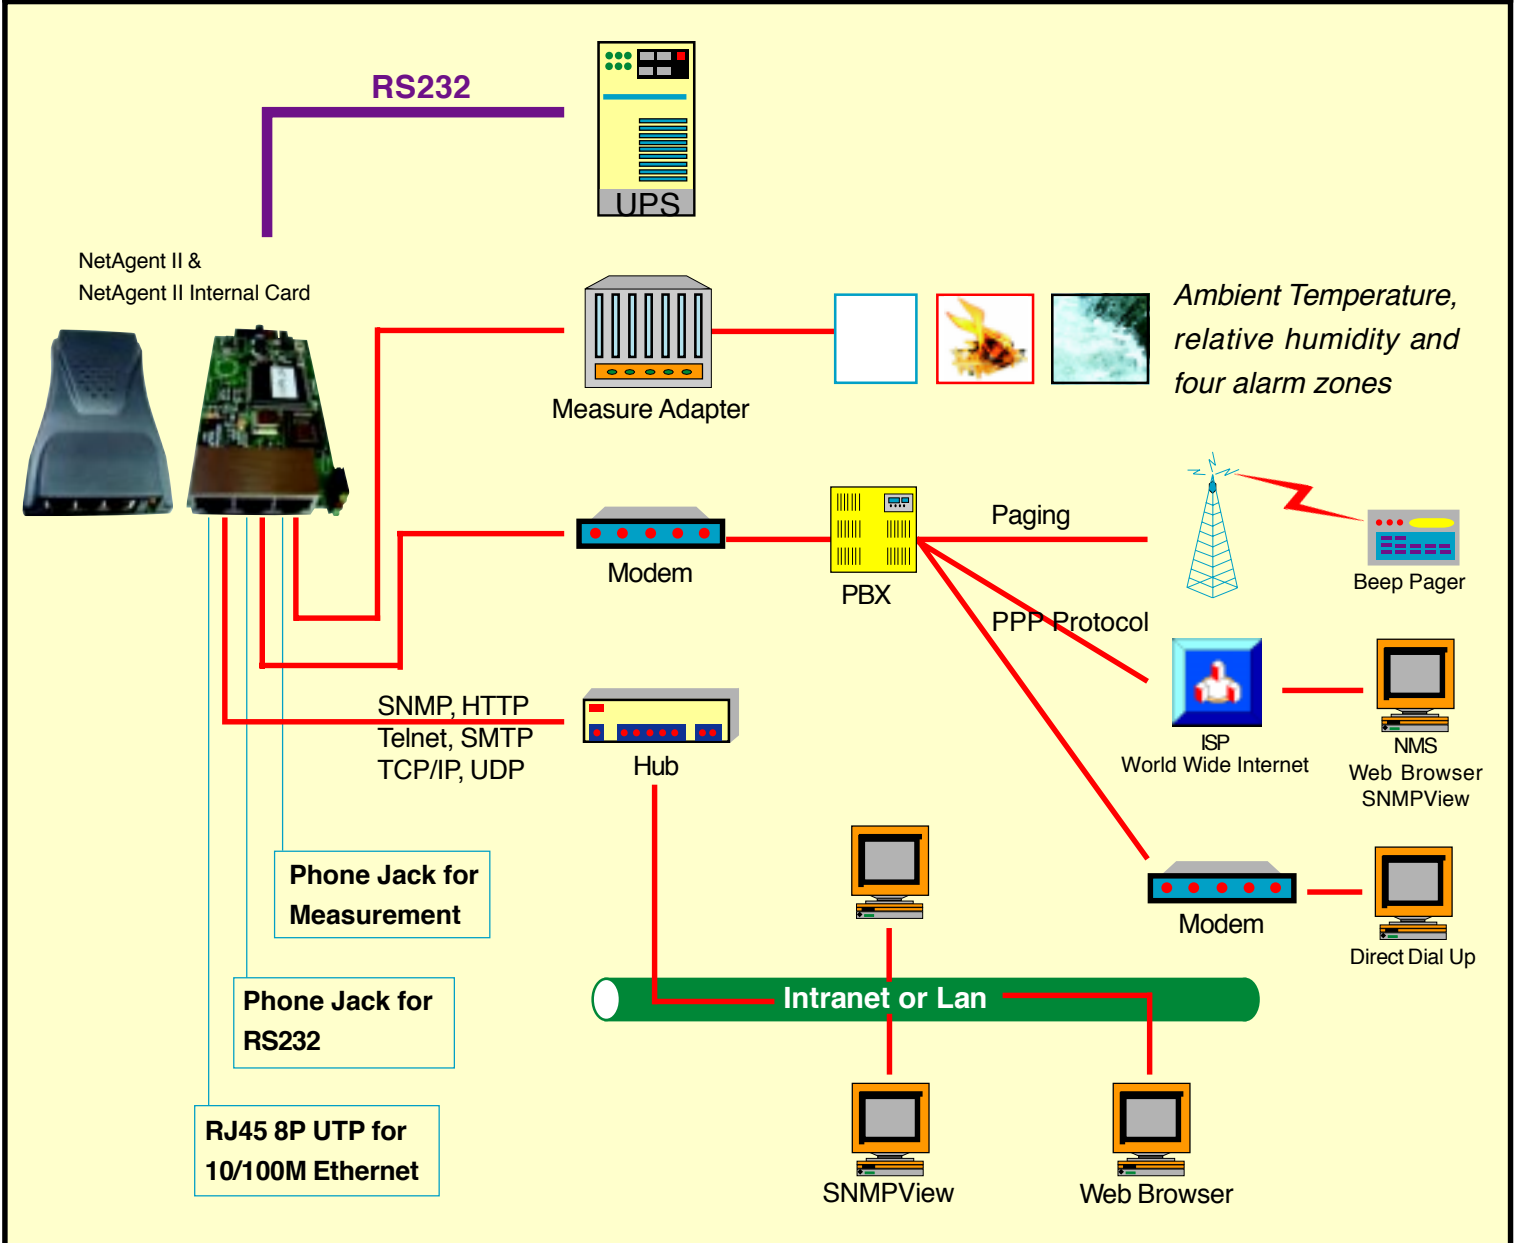 RS232
UPS
NetAgent II &
NetAgent II Internal Card
Ambient Temperature,
relative humidity and
four alarm zones
Measure Adapter
Paging
Modem
PBX
Beep Pager
PPP Protocol
SNMP, HTTP
Telnet, SMTP
TCP/IP, UDP
Hub
ISP
World Wide Internet
NMS
Web Browser
SNMPView
Phone Jack for
Measurement
Modem
Direct Dial Up
Phone Jack for
RS232
Intranet or Lan
RJ45 8P UTP for
10/100M Ethernet
SNMPView
Web Browser